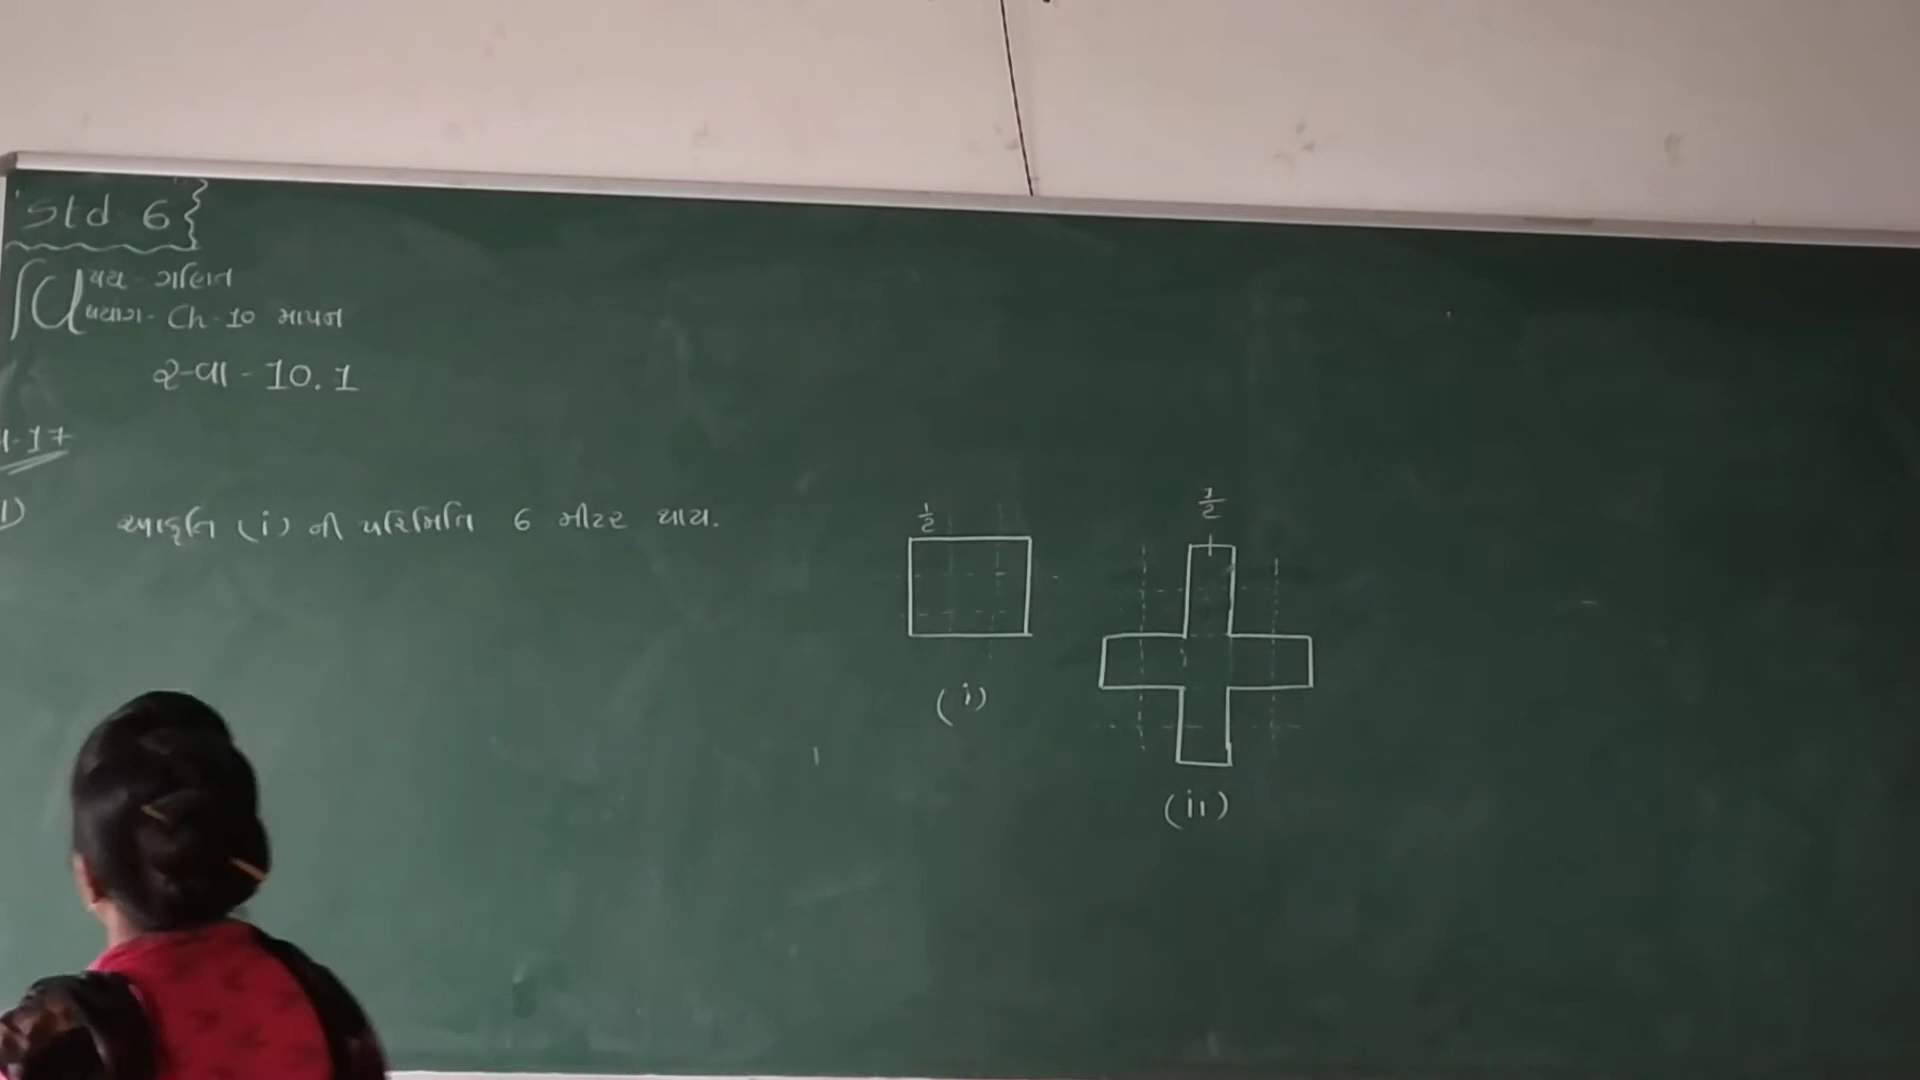 Std 6
વિષય - ગણિત
Ch-10 માપન
સ્વા - 10.1
-17
1) આકૃતિ (i) ની પરિમિતિ 6 મીટર થાય.
1/2
1/2
(i)
(ii)